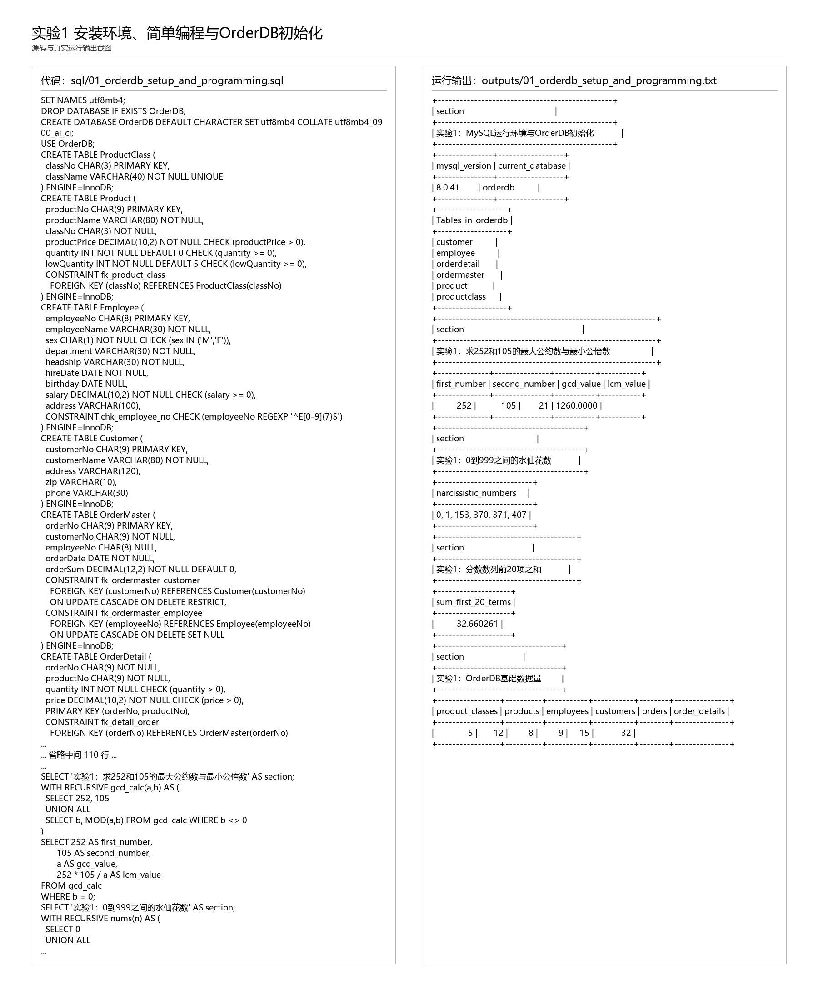 实验1 安装环境、简单编程与OrderDB初始化
源码与真实运行输出截图
代码：sql/01_orderdb_setup_and_programming.sql
SET NAMES utf8mb4;
DROP DATABASE IF EXISTS OrderDB;
CREATE DATABASE OrderDB DEFAULT CHARACTER SET utf8mb4 COLLATE utf8mb4_09
00_ai_ci;
USE OrderDB;
CREATE TABLE ProductClass (
  classNo CHAR(3) PRIMARY KEY,
  className VARCHAR(40) NOT NULL UNIQUE
) ENGINE=InnoDB;
CREATE TABLE Product (
  productNo CHAR(9) PRIMARY KEY,
  productName VARCHAR(80) NOT NULL,
  classNo CHAR(3) NOT NULL,
  productPrice DECIMAL(10,2) NOT NULL CHECK (productPrice > 0),
  quantity INT NOT NULL DEFAULT 0 CHECK (quantity >= 0),
  lowQuantity INT NOT NULL DEFAULT 5 CHECK (lowQuantity >= 0),
  CONSTRAINT fk_product_class
    FOREIGN KEY (classNo) REFERENCES ProductClass(classNo)
) ENGINE=InnoDB;
CREATE TABLE Employee (
  employeeNo CHAR(8) PRIMARY KEY,
  employeeName VARCHAR(30) NOT NULL,
  sex CHAR(1) NOT NULL CHECK (sex IN ('M','F')),
  department VARCHAR(30) NOT NULL,
  headship VARCHAR(30) NOT NULL,
  hireDate DATE NOT NULL,
  birthday DATE NULL,
  salary DECIMAL(10,2) NOT NULL CHECK (salary >= 0),
  address VARCHAR(100),
  CONSTRAINT chk_employee_no CHECK (employeeNo REGEXP '^E[0-9]{7}$')
) ENGINE=InnoDB;
CREATE TABLE Customer (
  customerNo CHAR(9) PRIMARY KEY,
  customerName VARCHAR(80) NOT NULL,
  address VARCHAR(120),
  zip VARCHAR(10),
  phone VARCHAR(30)
) ENGINE=InnoDB;
CREATE TABLE OrderMaster (
  orderNo CHAR(9) PRIMARY KEY,
  customerNo CHAR(9) NOT NULL,
  employeeNo CHAR(8) NULL,
  orderDate DATE NOT NULL,
  orderSum DECIMAL(12,2) NOT NULL DEFAULT 0,
  CONSTRAINT fk_ordermaster_customer
    FOREIGN KEY (customerNo) REFERENCES Customer(customerNo)
    ON UPDATE CASCADE ON DELETE RESTRICT,
  CONSTRAINT fk_ordermaster_employee
    FOREIGN KEY (employeeNo) REFERENCES Employee(employeeNo)
    ON UPDATE CASCADE ON DELETE SET NULL
) ENGINE=InnoDB;
CREATE TABLE OrderDetail (
  orderNo CHAR(9) NOT NULL,
  productNo CHAR(9) NOT NULL,
  quantity INT NOT NULL CHECK (quantity > 0),
  price DECIMAL(10,2) NOT NULL CHECK (price > 0),
  PRIMARY KEY (orderNo, productNo),
  CONSTRAINT fk_detail_order
    FOREIGN KEY (orderNo) REFERENCES OrderMaster(orderNo)
...
... 省略中间 110 行 ...
...
SELECT '实验1：求252和105的最大公约数与最小公倍数' AS section;
WITH RECURSIVE gcd_calc(a,b) AS (
  SELECT 252, 105
  UNION ALL
  SELECT b, MOD(a,b) FROM gcd_calc WHERE b <> 0
)
SELECT 252 AS first_number,
       105 AS second_number,
       a AS gcd_value,
       252 * 105 / a AS lcm_value
FROM gcd_calc
WHERE b = 0;
SELECT '实验1：0到999之间的水仙花数' AS section;
WITH RECURSIVE nums(n) AS (
  SELECT 0
  UNION ALL
...
运行输出：outputs/01_orderdb_setup_and_programming.txt
+------------------------------------------------+
| section                                        |
+------------------------------------------------+
| 实验1：MySQL运行环境与OrderDB初始化            |
+------------------------------------------------+
+---------------+------------------+
| mysql_version | current_database |
+---------------+------------------+
| 8.0.41        | orderdb          |
+---------------+------------------+
+-------------------+
| Tables_in_orderdb |
+-------------------+
| customer          |
| employee          |
| orderdetail       |
| ordermaster       |
| product           |
| productclass      |
+-------------------+
+------------------------------------------------------------+
| section                                                    |
+------------------------------------------------------------+
| 实验1：求252和105的最大公约数与最小公倍数                  |
+------------------------------------------------------------+
+--------------+---------------+-----------+-----------+
| first_number | second_number | gcd_value | lcm_value |
+--------------+---------------+-----------+-----------+
|          252 |           105 |        21 | 1260.0000 |
+--------------+---------------+-----------+-----------+
+----------------------------------------+
| section                                |
+----------------------------------------+
| 实验1：0到999之间的水仙花数            |
+----------------------------------------+
+--------------------------+
| narcissistic_numbers     |
+--------------------------+
| 0, 1, 153, 370, 371, 407 |
+--------------------------+
+--------------------------------------+
| section                              |
+--------------------------------------+
| 实验1：分数数列前20项之和            |
+--------------------------------------+
+--------------------+
| sum_first_20_terms |
+--------------------+
|          32.660261 |
+--------------------+
+----------------------------------+
| section                          |
+----------------------------------+
| 实验1：OrderDB基础数据量         |
+----------------------------------+
+-----------------+----------+-----------+-----------+--------+---------------+
| product_classes | products | employees | customers | orders | order_details |
+-----------------+----------+-----------+-----------+--------+---------------+
|               5 |       12 |         8 |         9 |     15 |            32 |
+-----------------+----------+-----------+-----------+--------+---------------+